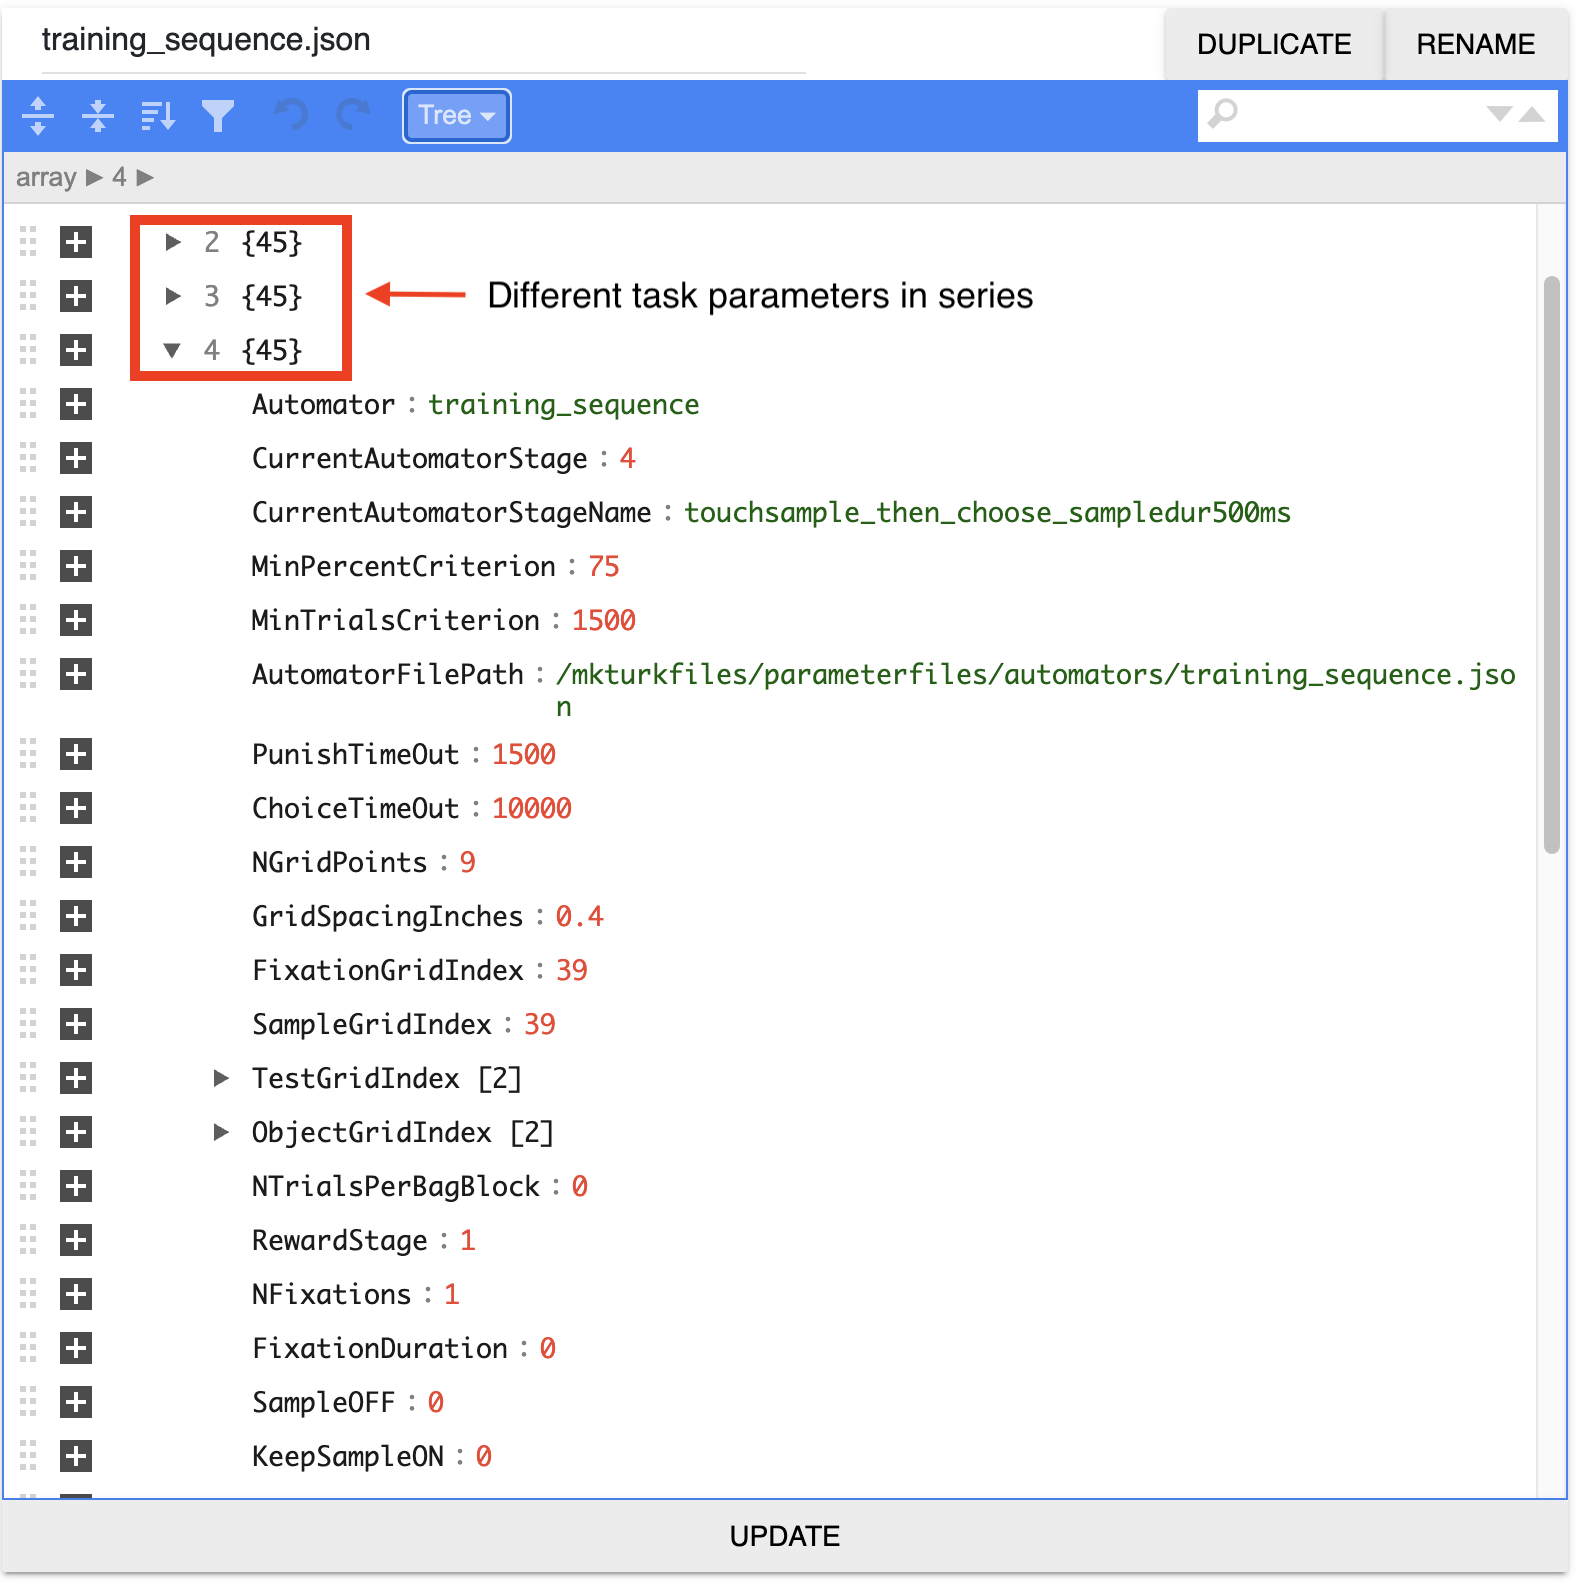 training_sequence.json
DUPLICATE
RENAME
Tree
array ▶ 4 ▶
2 {45}
3 {45}
Different task parameters in series
4 {45}
Automator : training_sequence
CurrentAutomatorStage : 4
CurrentAutomatorStageName : touchsample_then_choose_sampledur500ms
MinPercentCriterion : 75
MinTrialsCriterion : 1500
AutomatorFilePath : /mkturkfiles/parameterfiles/automators/training_sequence.jso
n
PunishTimeOut : 1500
ChoiceTimeOut : 10000
NGridPoints : 9
GridSpacingInches : 0.4
FixationGridIndex : 39
SampleGridIndex : 39
TestGridIndex [2]
ObjectGridIndex [2]
NTrialsPerBagBlock : 0
RewardStage : 1
NFixations : 1
FixationDuration : 0
SampleOFF : 0
KeepSampleON : 0
UPDATE